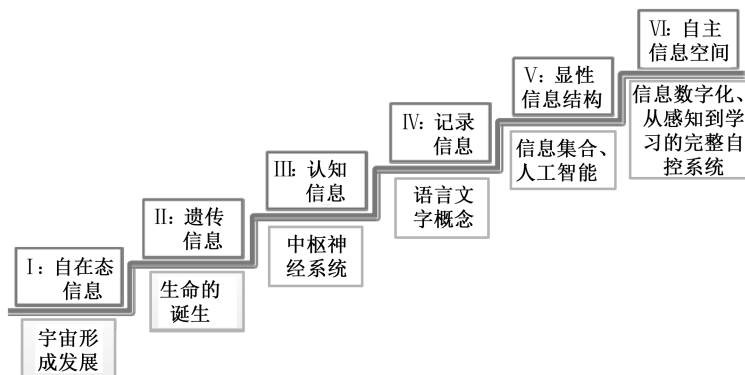 Ⅰ: 自在态
信息
宇宙形
成发展
Ⅱ: 遗传
信息
生命的
诞生
Ⅲ: 认知
信息
中枢神
经系统
Ⅳ: 记录
信息
语言文
字概念
Ⅴ: 显性
信息结构
信息集合、
人工智能
Ⅵ: 自主
信息空间
信息数字化、
从感知到学
习的完整自
控系统